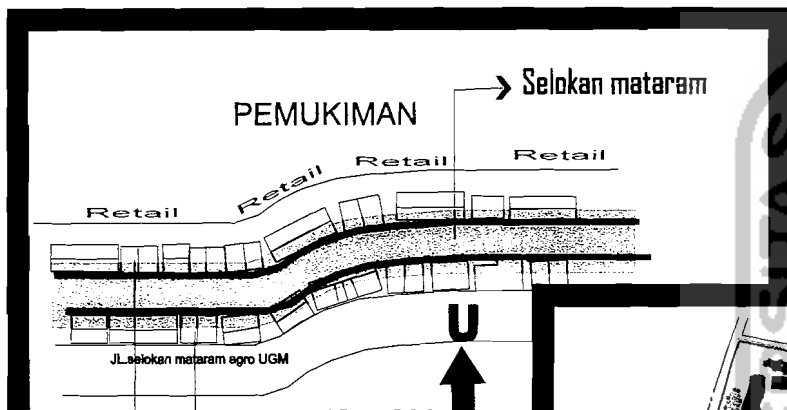 Selokan mataram
PEMUKIMAN
Retail
Retail
Retail
Retail
U
JL.selokan mataram agro UGM